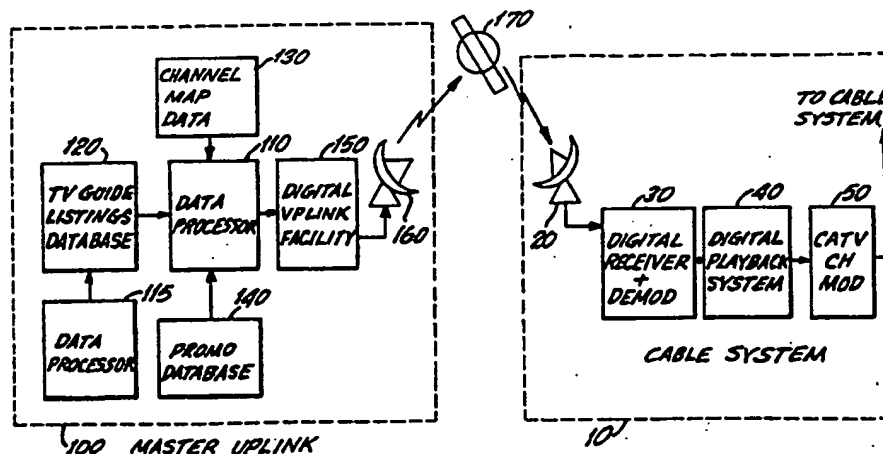 130
CHANNEL
MAP
DATA
170
TO CABLE
SYSTEM
120
TV GUIDE
LISTINGS
DATABASE
110
DATA
PROCESSOR
150
DIGITAL
UPLINK
FACILITY
160
20
30
DIGITAL
RECEIVER
+
DEMOD
40
DIGITAL
PLAYBACK
SYSTEM
50
CATV
CH
MOD
115
DATA
PROCESSOR
140
PROMO
DATABASE
CABLE SYSTEM
100 MASTER UPLINK
10